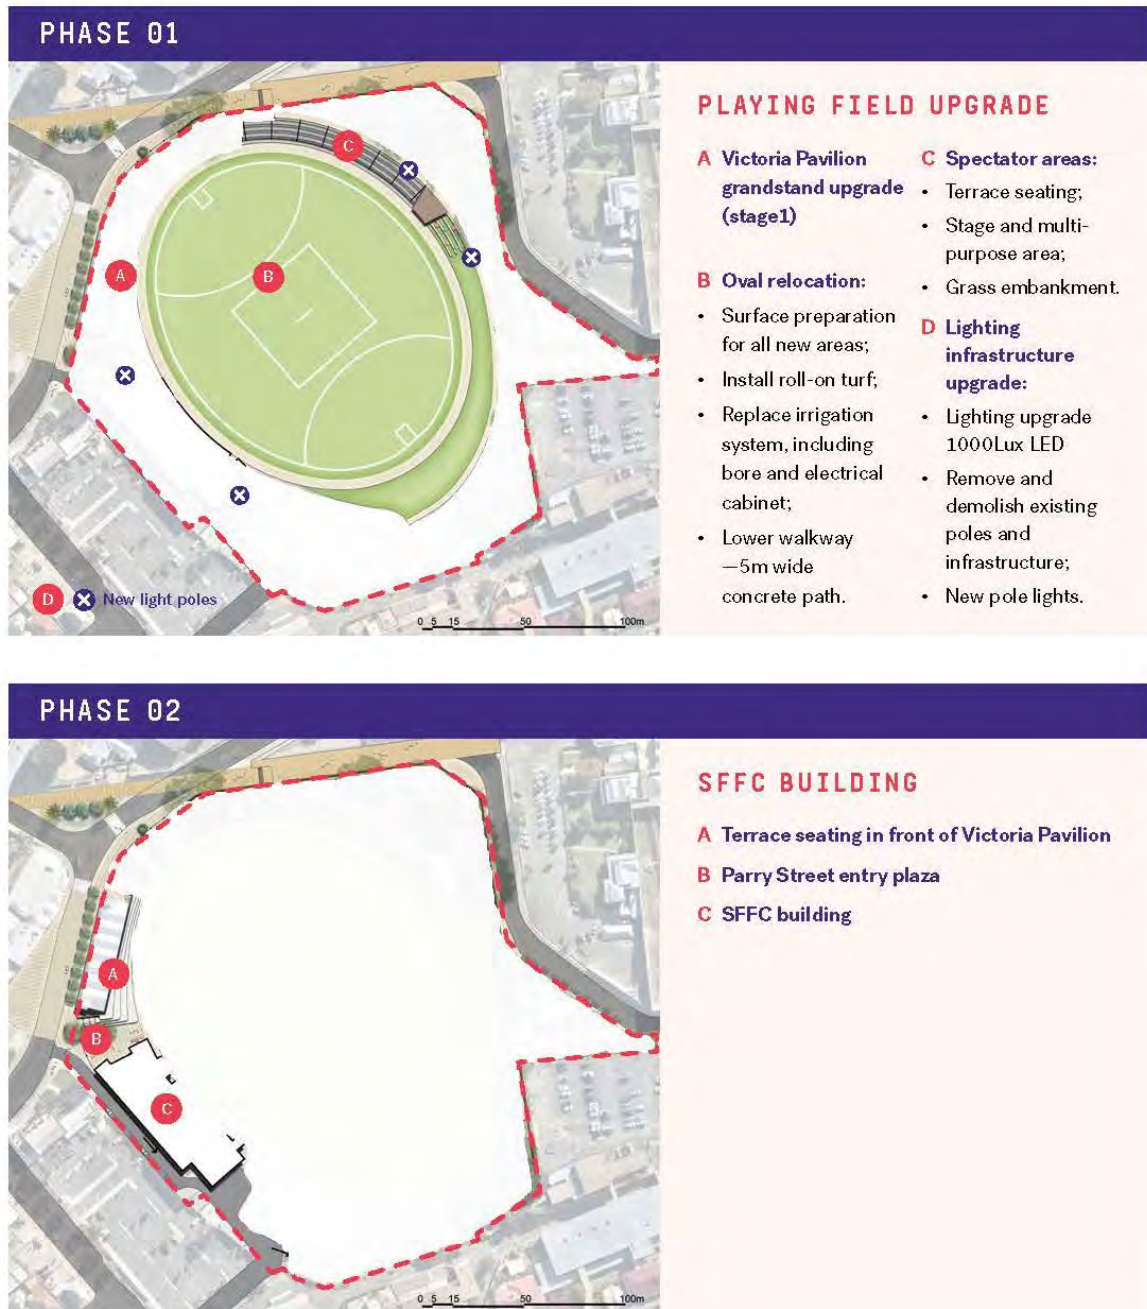 PHASE 01
PLAYING FIELD UPGRADE
A Victoria Pavilion
grandstand upgrade
(stage1)
B Oval relocation:
• Surface preparation
for all new areas;
• Install roll-on turf;
• Replace irrigation
system, including
bore and electrical
cabinet;
• Lower walkway
—5m wide
concrete path.
C Spectator areas:
• Terrace seating;
• Stage and multi-
purpose area;
• Grass embankment.
D Lighting
infrastructure
upgrade:
• Lighting upgrade
1000Lux LED
• Remove and
demolish existing
poles and
infrastructure;
• New pole lights.
C
A
B
D New light poles
0 5 15 50 100m
PHASE 02
SFFC BUILDING
A Terrace seating in front of Victoria Pavilion
B Parry Street entry plaza
C SFFC building
A
B
C
0 5 15 50 100m